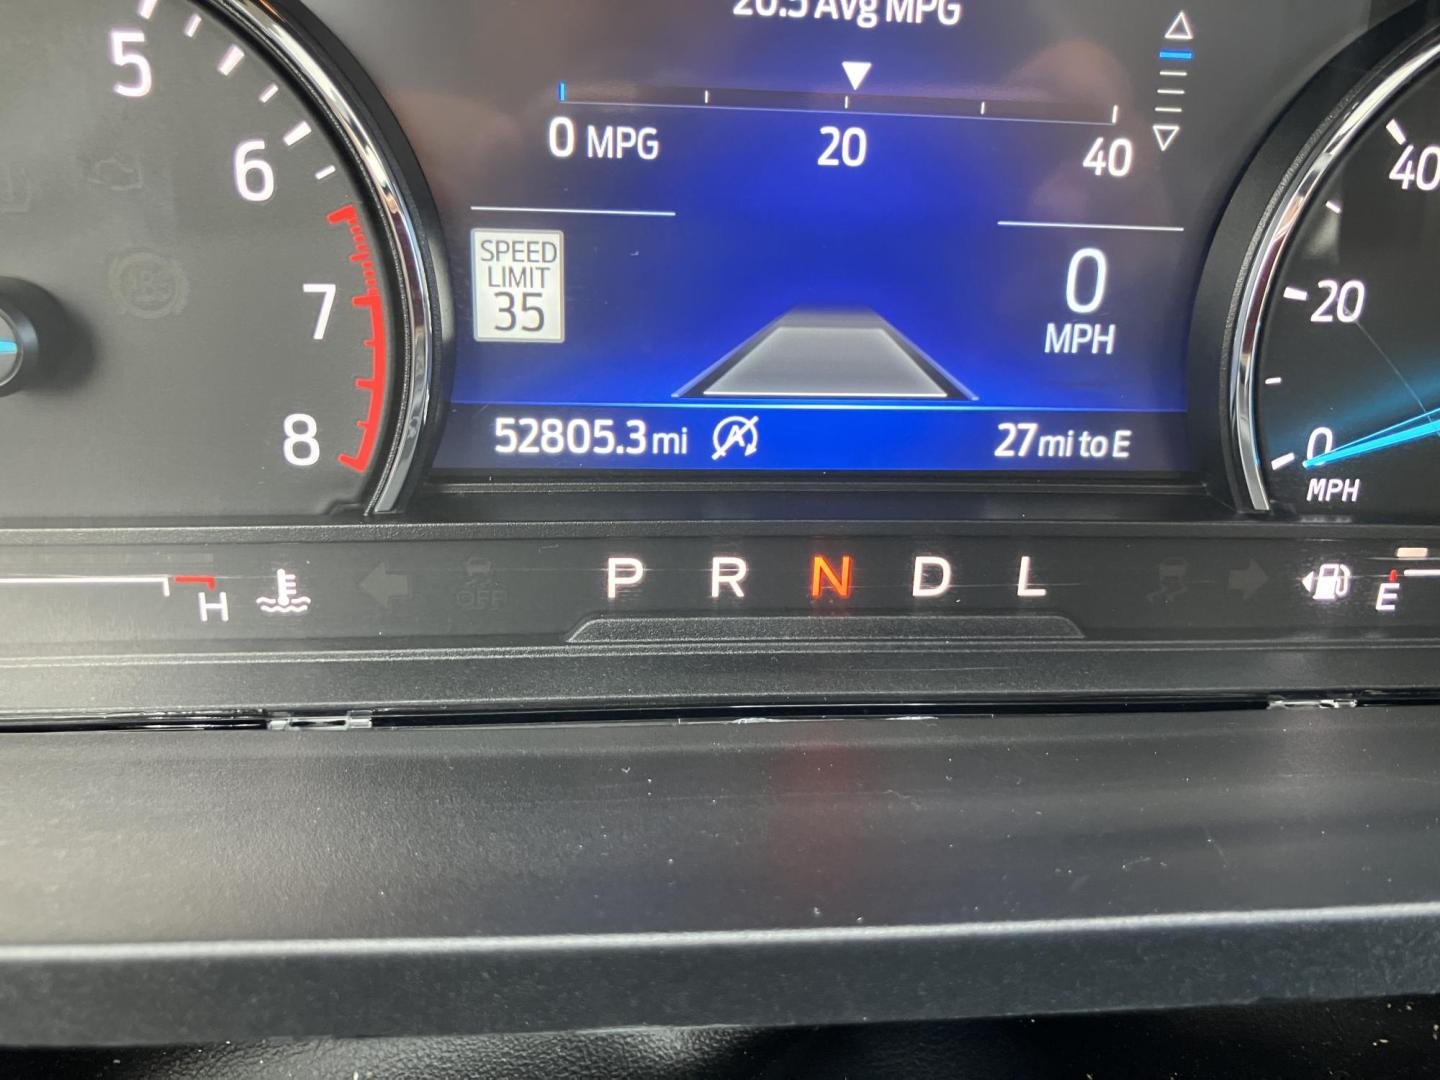 20.5 Avg MPG
5
6
7
8
0 MPG
20
40
SPEED
LIMIT
35
0
MPH
52805.3 mi
A
27 mi to E
40
20
0
MPH
H
OFF
P R N D L
E